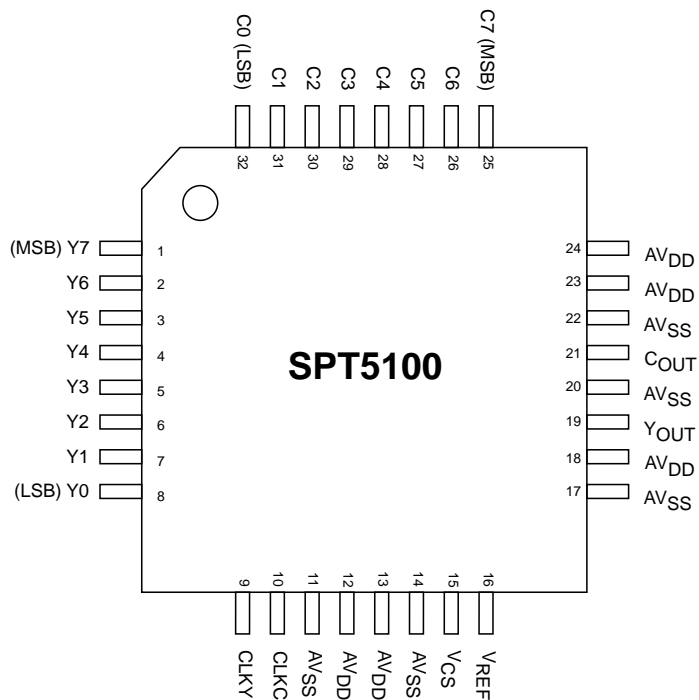 C0 (LSB)
C1
C2
C3
C4
C5
C6
C7 (MSB)
32
31
30
29
28
27
26
25
(MSB) Y7 1
Y6 2
Y5 3
Y4 4
Y3 5
Y2 6
Y1 7
(LSB) Y0 8
SPT5100
24 AVDD
23 AVDD
22 AVSS
21 COUT
20 AVSS
19 YOUT
18 AVDD
17 AVSS
9
10
11
12
13
14
15
16
CLKY
CLKC
AVSS
AVDD
AVDD
AVSS
VCS
VREF